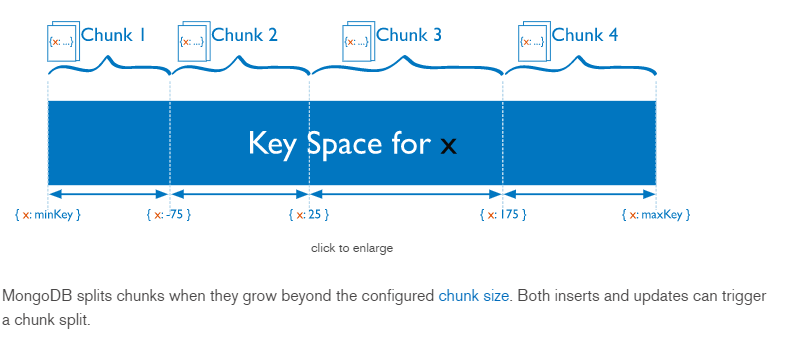 Chunk 1 Chunk 2 Chunk 3 Chunk 4
{x: ...} {x: ...} {x: ...} {x: ...}
Key Space for x
{ x: minKey } { x: -75 } { x: 25 } { x: 175 } { x: maxKey }
click to enlarge
MongoDB splits chunks when they grow beyond the configured chunk size. Both inserts and updates can trigger
a chunk split.